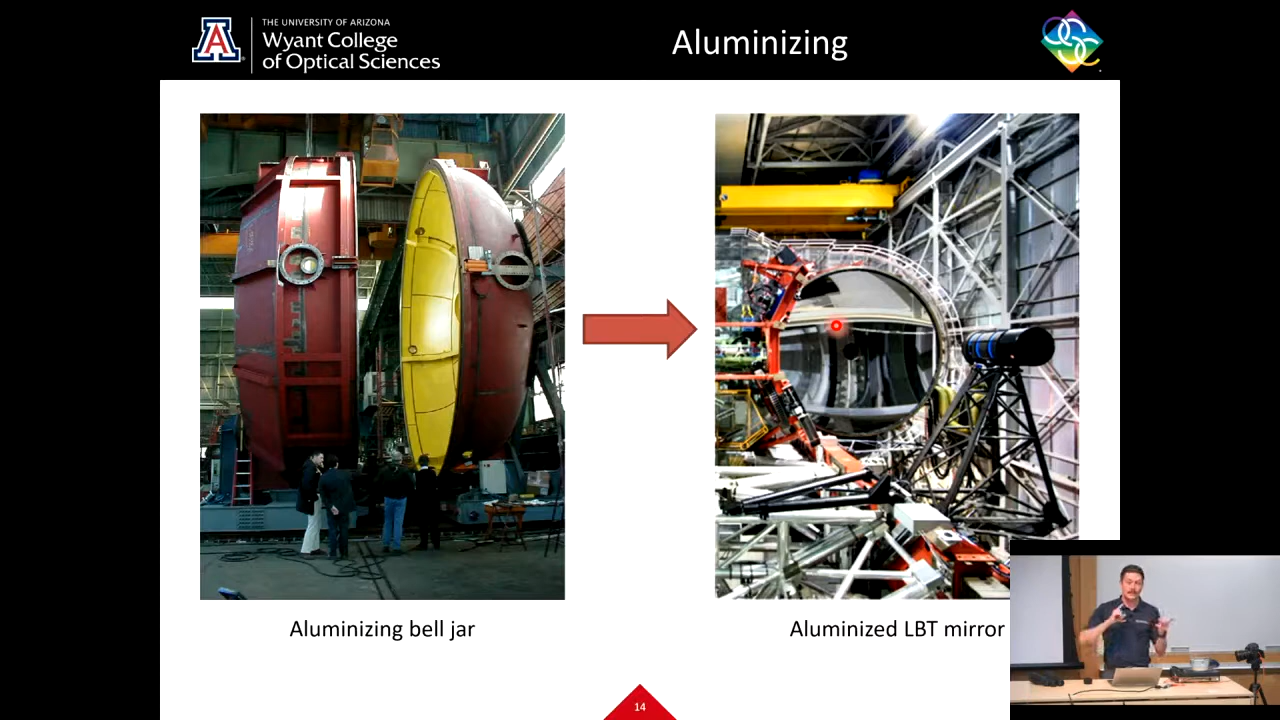 THE UNIVERSITY OF ARIZONA
Wyant College
of Optical Sciences
Aluminizing
Aluminizing bell jar
Aluminized LBT mirror
14